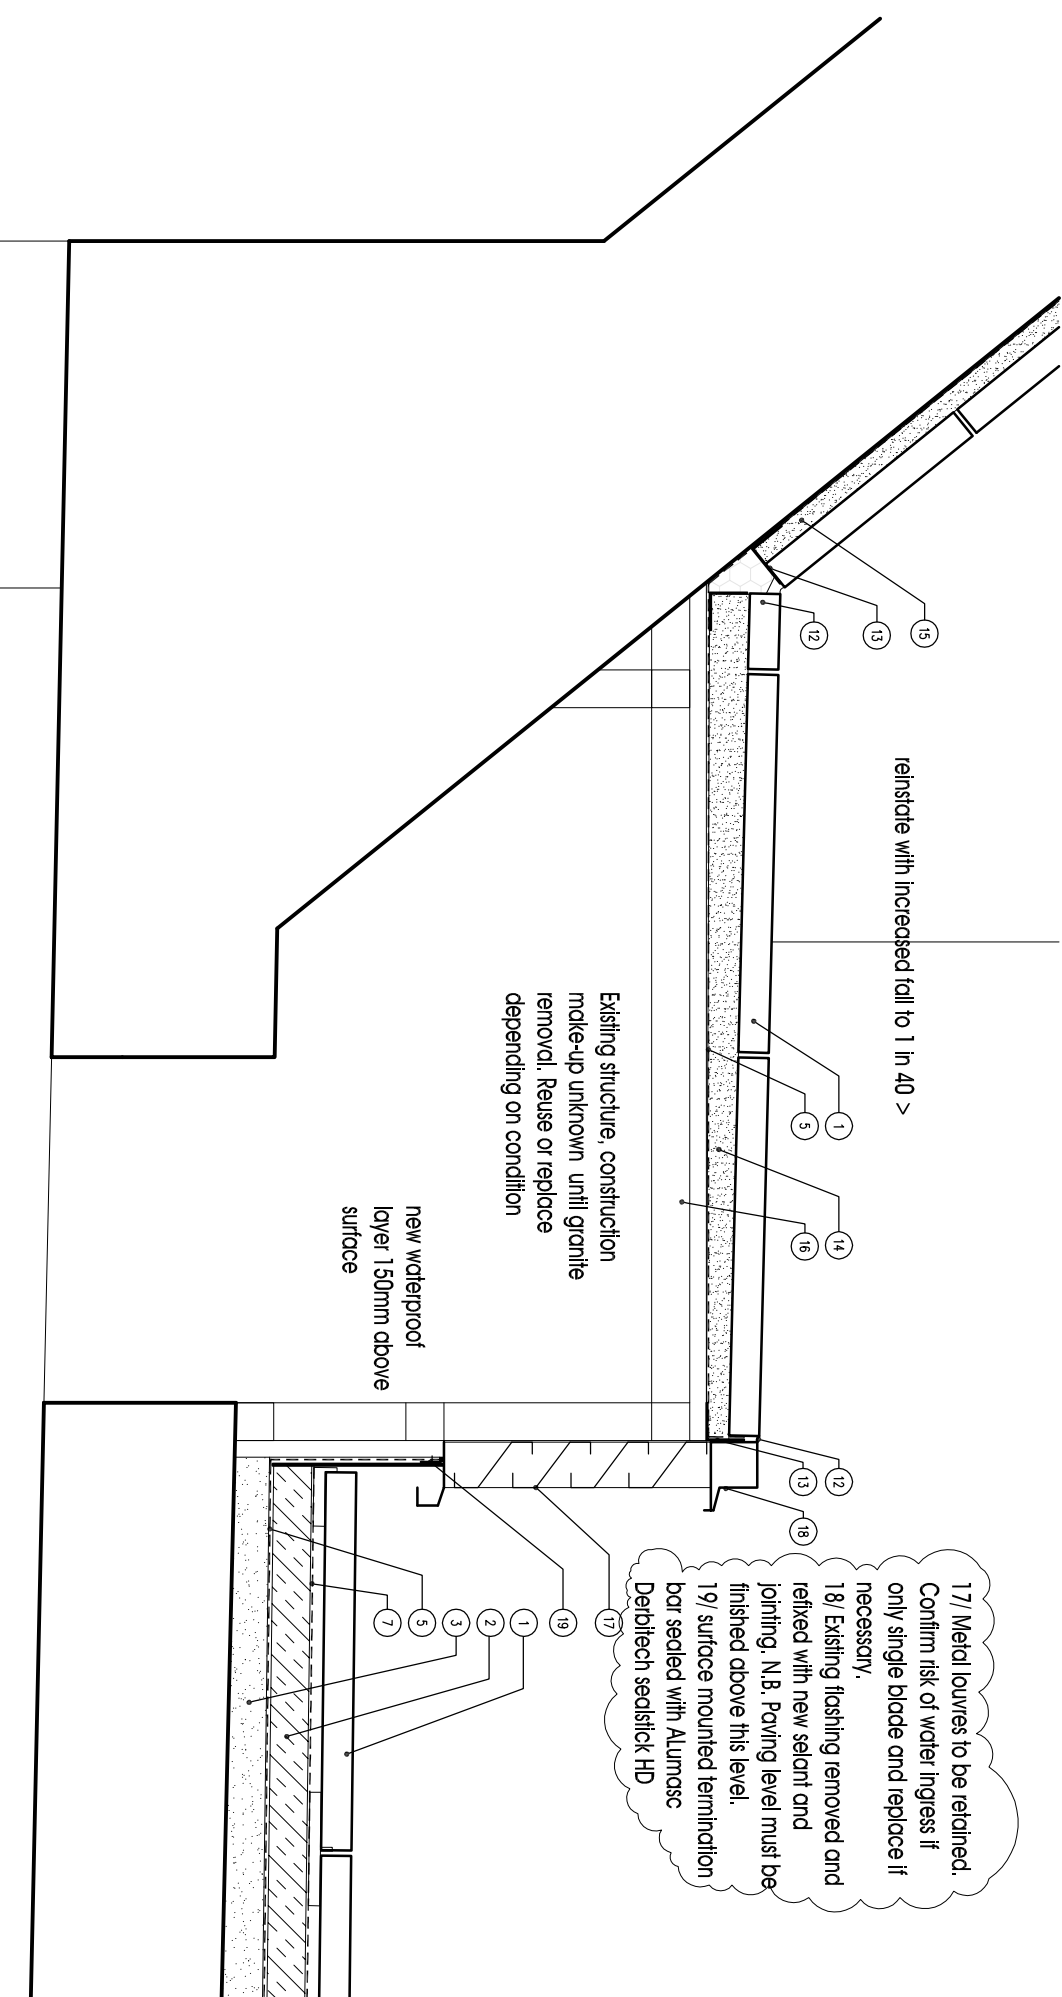 17/ Metal louvres to be retained.
Confirm risk of water ingress if
only single blade and replace if
necessary.
18/ Existing flashing removed and
refixed with new selant and
jointing. N.B. Paving level must be
finished above this level.
19/ surface mounted termination
bar sealed with ALumasc
Derbitech sealstick HD
reinstate with increased fall to 1 in 40 >
15
13
12
1
5
14
16
12
13
18
Existing structure, construction
make-up unknown until granite
removal. Reuse or replace
depending on condition
new waterproof
layer 150mm above
surface
17
19
1
2
3
5
7